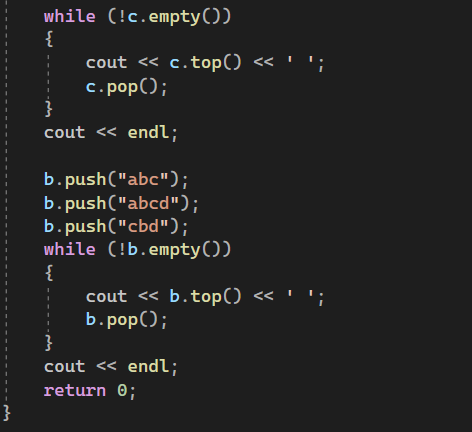 while (!c.empty())
{
cout << c.top() << ' ';
c.pop();
}
cout << endl;
b.push("abc");
b.push("abcd");
b.push("cbd");
while (!b.empty())
{
cout << b.top() << ' ';
b.pop();
}
cout << endl;
return 0;
}